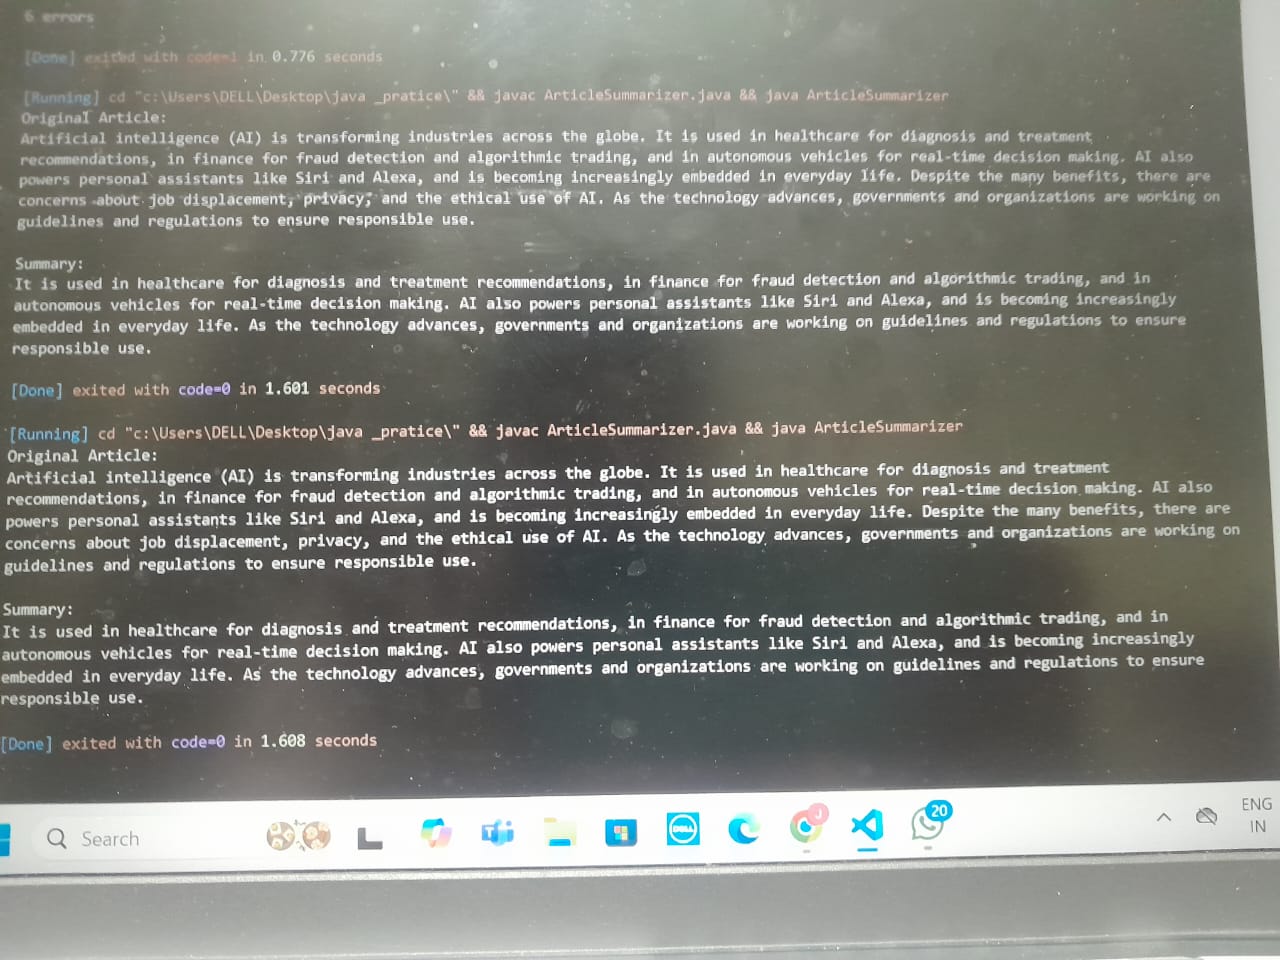 6 errors
[Done] exited with code=1 in 0.776 seconds
[Running] cd "c:\Users\DELL\Desktop\java _pratice\" && javac ArticleSummarizer.java && java ArticleSummarizer
Original Article:
Artificial intelligence (AI) is transforming industries across the globe. It is used in healthcare for diagnosis and treatment
recommendations, in finance for fraud detection and algorithmic trading, and in autonomous vehicles for real-time decision making. AI also
powers personal assistants like Siri and Alexa, and is becoming increasingly embedded in everyday life. Despite the many benefits, there are
concerns about job displacement, privacy, and the ethical use of AI. As the technology advances, governments and organizations are working on
guidelines and regulations to ensure responsible use.
Summary:
It is used in healthcare for diagnosis and treatment recommendations, in finance for fraud detection and algorithmic trading, and in
autonomous vehicles for real-time decision making. AI also powers personal assistants like Siri and Alexa, and is becoming increasingly
embedded in everyday life. As the technology advances, governments and organizations are working on guidelines and regulations to ensure
responsible use.
[Done] exited with code=0 in 1.601 seconds
[Running] cd "c:\Users\DELL\Desktop\java _pratice\" && javac ArticleSummarizer.java && java ArticleSummarizer
Original Article:
Artificial intelligence (AI) is transforming industries across the globe. It is used in healthcare for diagnosis and treatment
recommendations, in finance for fraud detection and algorithmic trading, and in autonomous vehicles for real-time decision making. AI also
powers personal assistants like Siri and Alexa, and is becoming increasingly embedded in everyday life. Despite the many benefits, there are
concerns about job displacement, privacy, and the ethical use of AI. As the technology advances, governments and organizations are working on
guidelines and regulations to ensure responsible use.
Summary:
It is used in healthcare for diagnosis and treatment recommendations, in finance for fraud detection and algorithmic trading, and in
autonomous vehicles for real-time decision making. AI also powers personal assistants like Siri and Alexa, and is becoming increasingly
embedded in everyday life. As the technology advances, governments and organizations are working on guidelines and regulations to ensure
responsible use.
[Done] exited with code=0 in 1.608 seconds
Search
T
DELL
J
20
ENG
IN